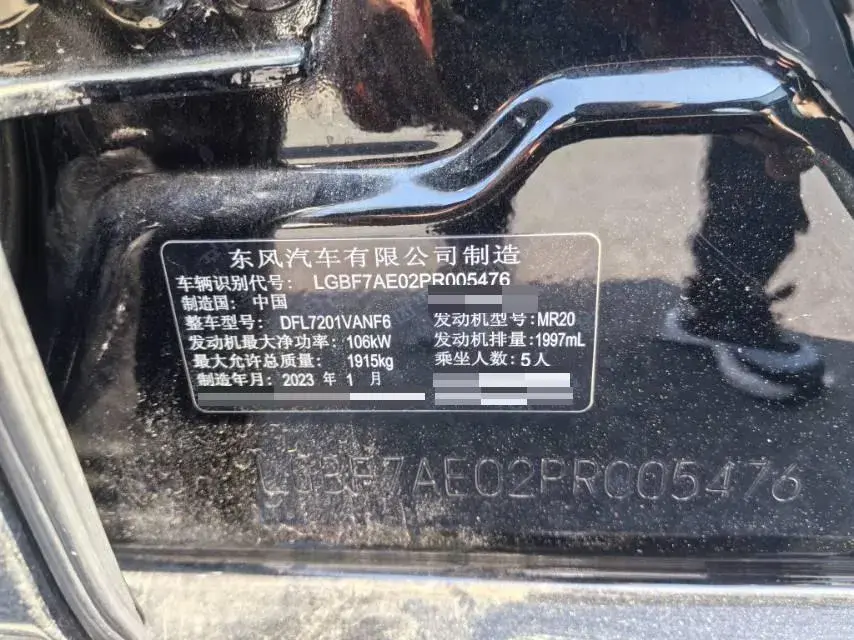 东风汽车有限公司制造
车辆识别代号: LGBF7AE02PR005476
制造国: 中国
整车型号: DFL7201VANF6 发动机型号:MR20
发动机最大净功率: 106kW 发动机排量:1997mL
最大允许总质量: 1915kg 乘坐人数:5人
制造年月:2023 年 1 月
LGBF7AE02PR005476